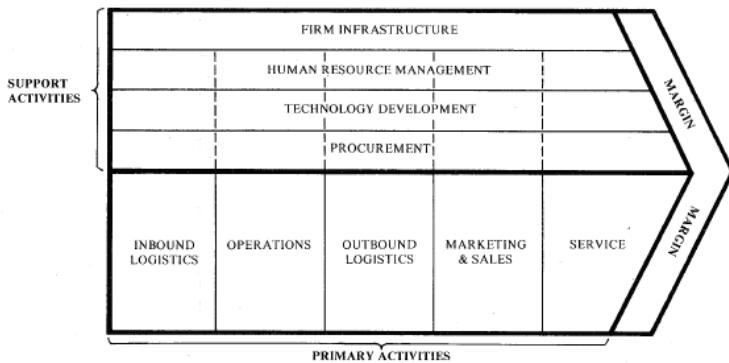 FIRM INFRASTRUCTURE
HUMAN RESOURCE MANAGEMENT
SUPPORT
ACTIVITIES
TECHNOLOGY DEVELOPMENT
PROCUREMENT
MARGIN
MARGIN
INBOUND
LOGISTICS
OPERATIONS
OUTBOUND
LOGISTICS
MARKETING
& SALES
SERVICE
PRIMARY ACTIVITIES